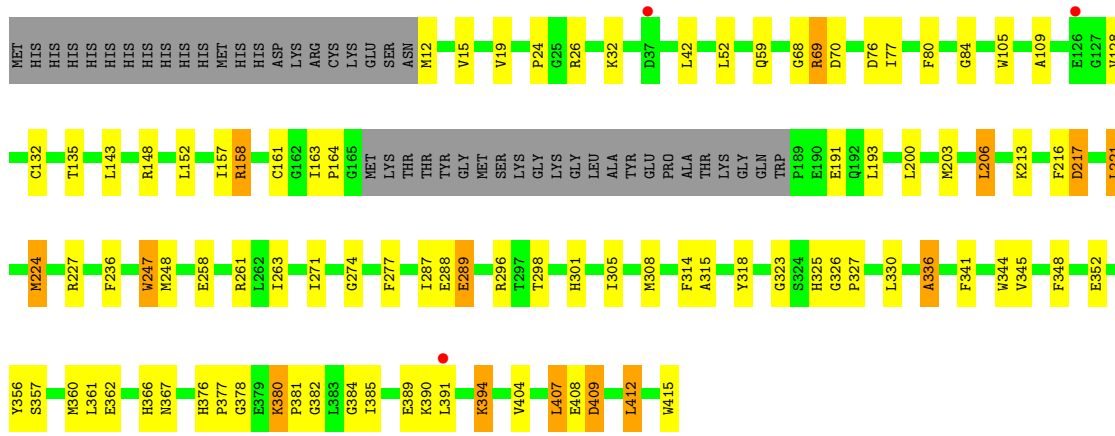 MET HIS HIS HIS HIS HIS HIS HIS HIS HIS HIS MET HIS HIS ASP LYS ARG CYS LYS GLU SER ASN M12 V15 V19 P24 G25 R26 K32 D37 L42 L52 Q59 G68 R69 D70 D76 I77 F80 G84 W105 A109 E126 G127 V128
C132 T135 L143 R148 L152 I157 R158 C161 G162 I163 P164 G165 MET LYS THR THR TYR GLY MET SER LYS GLY LYS GLY LEU ALA TYR GLU PRO ALA THR LYS GLY GLN TRP P189 E190 E191 Q192 L193 L200 M203 L206 K213 F216 D217 L221
M224 R227 F236 W247 M248 E258 R261 L262 I263 I271 G274 F277 I287 E288 E289 R296 T297 T298 H301 I305 M308 F314 A315 Y318 G323 S324 H325 G326 P327 L330 A336 F341 W344 V345 F348 E352
Y356 S357 M360 L361 E362 H366 N367 H376 P377 G378 E379 K380 P381 G382 L383 G384 I385 E389 K390 L391 K394 V404 L407 E408 D409 L412 W415